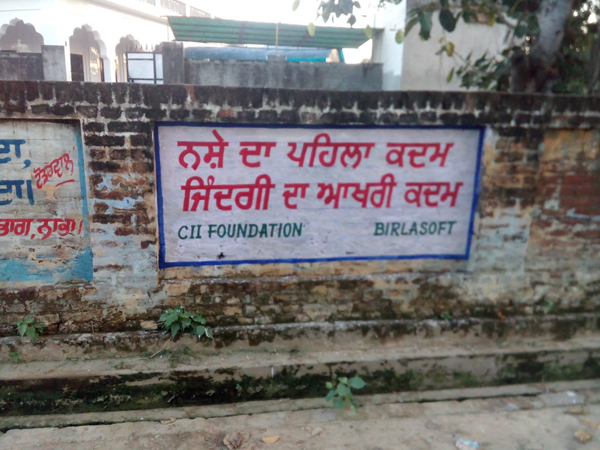 ਨਸ਼ੇ ਦਾ ਪਹਿਲਾ ਕਦਮ
ਜਿੰਦਗੀ ਦਾ ਆਖਰੀ ਕਦਮ
CII FOUNDATION BIRLASOFT